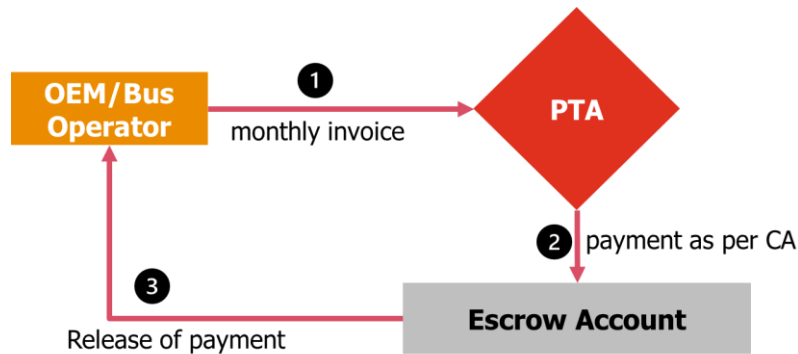 1
OEM/Bus
Operator
PTA
monthly invoice
2
payment as per CA
3
Escrow Account
Release of payment